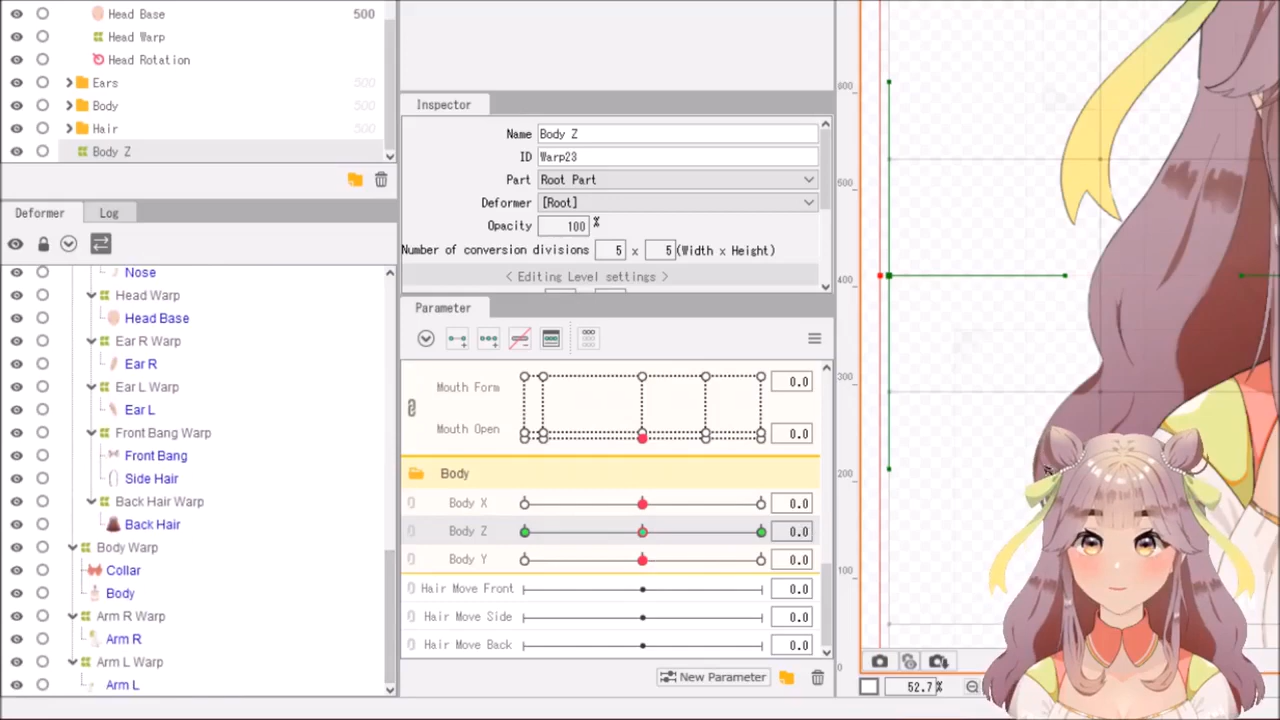 Head Base 500
Head Warp
Head Rotation
Ears 500
Body 500
Hair 500
Body Z
Deformer Log
Nose
Head Warp
Head Base
Ear R Warp
Ear R
Ear L Warp
Ear L
Front Bang Warp
Front Bang
Side Hair
Back Hair Warp
Back Hair
Body Warp
Collar
Body
Arm R Warp
Arm R
Arm L Warp
Arm L
Inspector
Name Body Z
ID Warp23
Part Root Part
Deformer [Root]
Opacity 100 %
Number of conversion divisions 5 x 5 (Width x Height)
< Editing Level settings >
Parameter
Mouth Form 0.0
Mouth Open 0.0
Body
Body X 0.0
Body Z 0.0
Body Y 0.0
Hair Move Front 0.0
Hair Move Side 0.0
Hair Move Back 0.0
New Parameter
800
500
400
300
200
100
0
52.7%